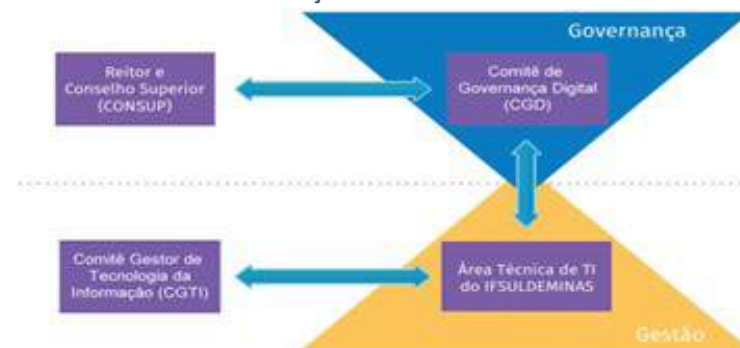 Governança
Reitor e
Conselho Superior
(CONSUP)
Comitê de
Governança Digital
(CGD)
Comitê Gestor de
Tecnologia da
Informação (CGTI)
Área Técnica de TI
do IFSULDEMINAS
Gestão